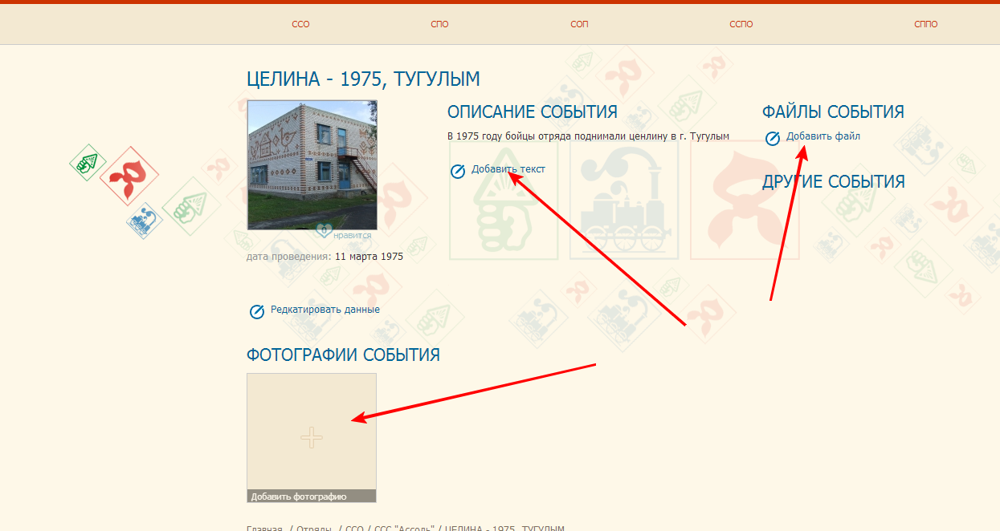 ССО СПО СОП ССПО СППО
ЦЕЛИНА - 1975, ТУГУЛЫМ
ОПИСАНИЕ СОБЫТИЯ
В 1975 году бойцы отряда поднимали ценлину в г. Тугулым
Добавить текст
ФАЙЛЫ СОБЫТИЯ
Добавить файл
ДРУГИЕ СОБЫТИЯ
0 нравится
дата проведения: 11 марта 1975
Редкатировать данные
ФОТОГРАФИИ СОБЫТИЯ
Добавить фотографию
Главная / Отряды / ССО / ССС "Ассоль" / ЦЕЛИНА - 1975, ТУГУЛЫМ